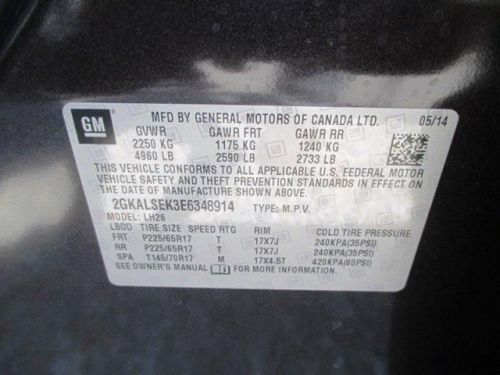 GM
MFD BY GENERAL MOTORS OF CANADA LTD. 05/14
GVWR GAWR FRT GAWR RR
2250 KG 1175 KG 1240 KG
4960 LB 2590 LB 2733 LB
THIS VEHICLE CONFORMS TO ALL APPLICABLE U.S. FEDERAL MOTOR
VEHICLE SAFETY AND THEFT PREVENTION STANDARDS IN EFFECT ON
THE DATE OF MANUFACTURE SHOWN ABOVE.
2GKALSEK3E6348914 TYPE: M.P.V.
MODEL: LH26
LBOD TIRE SIZE SPEED RTG RIM COLD TIRE PRESSURE
FRT P225/65R17 T 17X7J 240KPA(35PSI)
RR P225/65R17 T 17X7J 240KPA(35PSI)
SPA T145/70R17 M 17X4.5T 420KPA(60PSI)
SEE OWNER'S MANUAL FOR MORE INFORMATION.